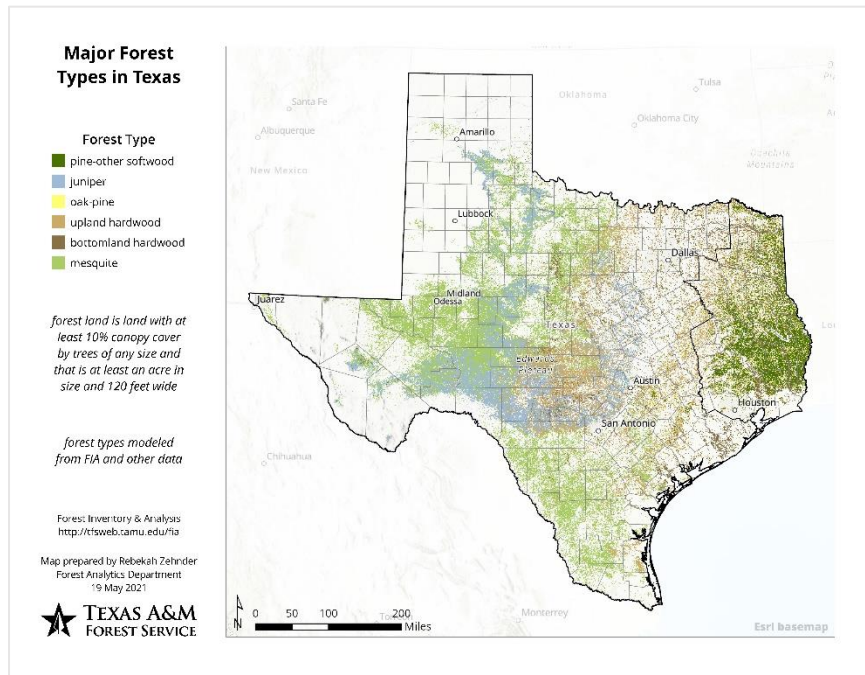 Major Forest
Types in Texas
Forest Type
pine-other softwood
juniper
oak-pine
upland hardwood
bottomland hardwood
mesquite
forest land is land with at
least 10% canopy cover
by trees of any size and
that is at least an acre in
size and 120 feet wide
forest types modeled
from FIA and other data
Forest Inventory & Analysis
http://tfsweb.tamu.edu/fia
Map prepared by Rebekah Zehnder
Forest Analytics Department
19 May 2021
TEXAS A&M
FOREST SERVICE
Santa Fe
Albuquerque
New Mexico
Oklahoma
Tulsa
Oklahoma City
Ouachita
Mountains
Amarillo
Lubbock
Dallas
Juarez
Midland
Odessa
Texas
Edwards
Plateau
Austin
Houston
San Antonio
Chihuahua
Monterrey
N
0 50 100 200
Miles
Esri basemap